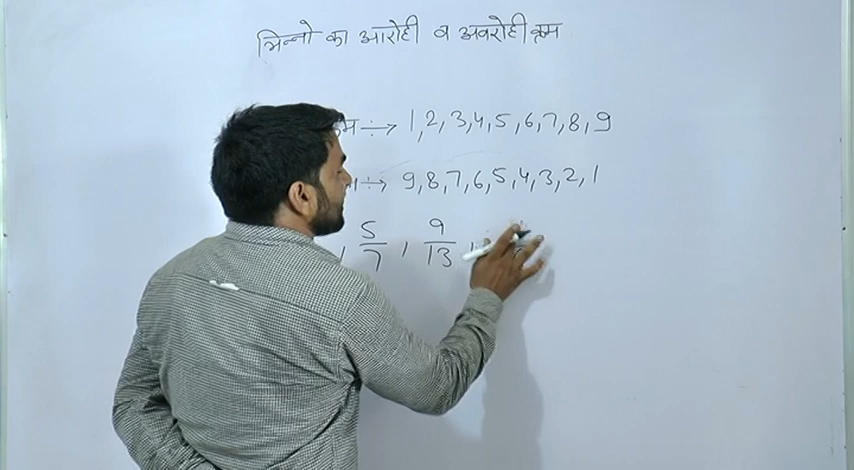 भिन्नो का आरोही व अवरोही क्रम
÷→ 1,2,3,4,5,6,7,8,9
÷→ 9,8,7,6,5,4,3,2,1
, 5/7, 9/13,